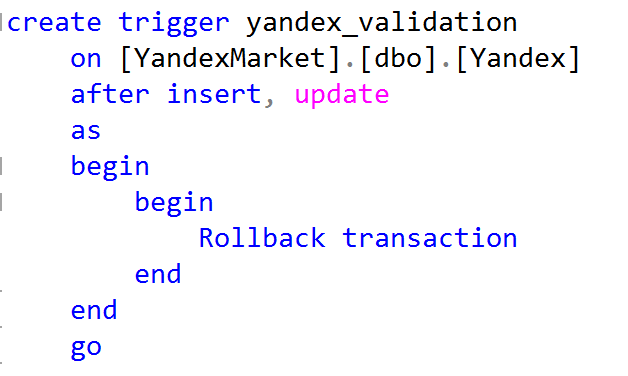 create trigger yandex_validation
    on [YandexMarket].[dbo].[Yandex]
    after insert, update
    as
    begin
        begin
            Rollback transaction
        end
    end
    go